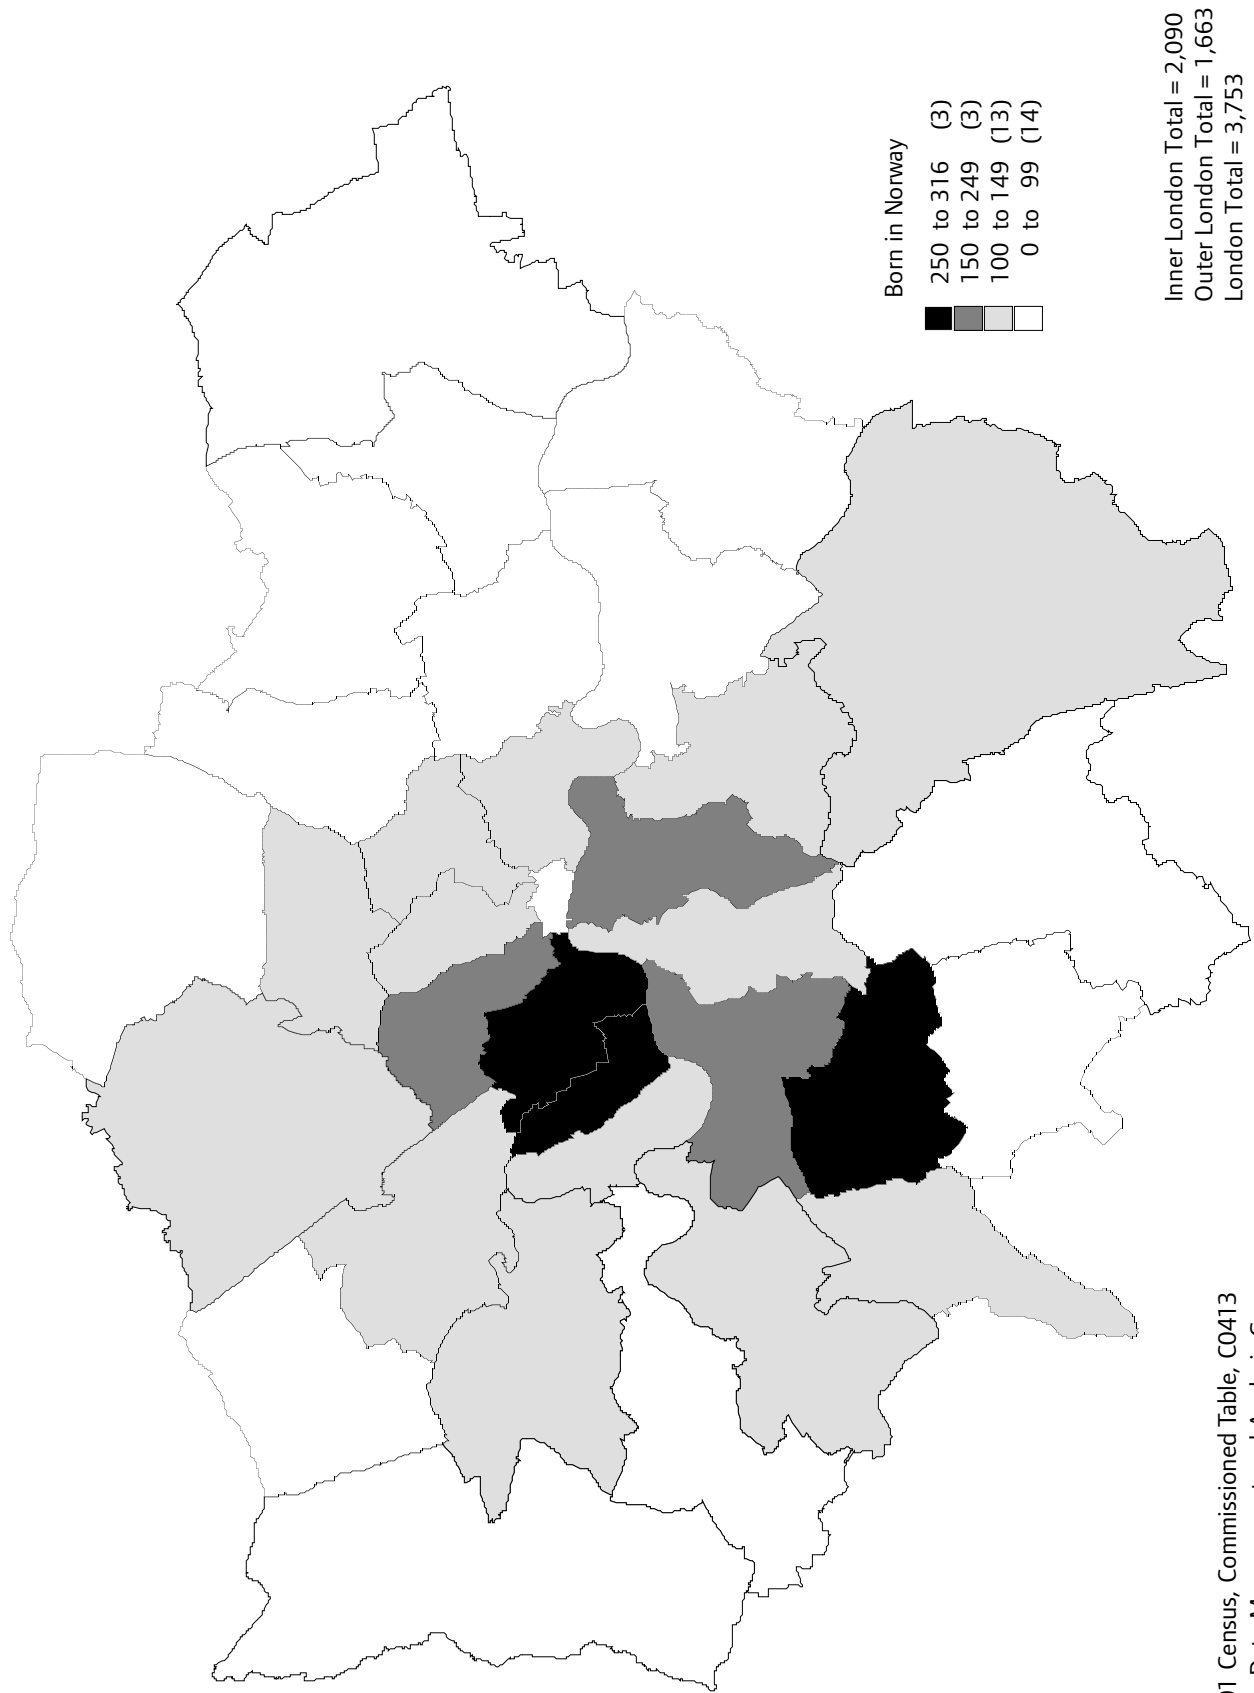 Born in Norway
250 to 316 (3)
150 to 249 (3)
100 to 149 (13)
0 to 99 (14)
Inner London Total = 2,090
Outer London Total = 1,663
London Total = 3,753
Census, Commissioned Table, C0413